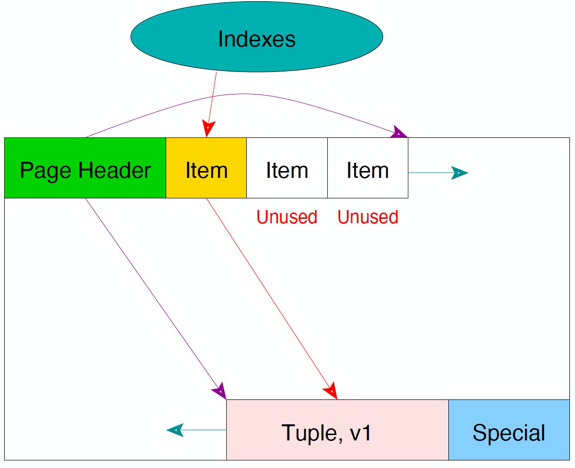 Indexes
Page Header
Item
Item
Item
Unused
Unused
Tuple, v1
Special